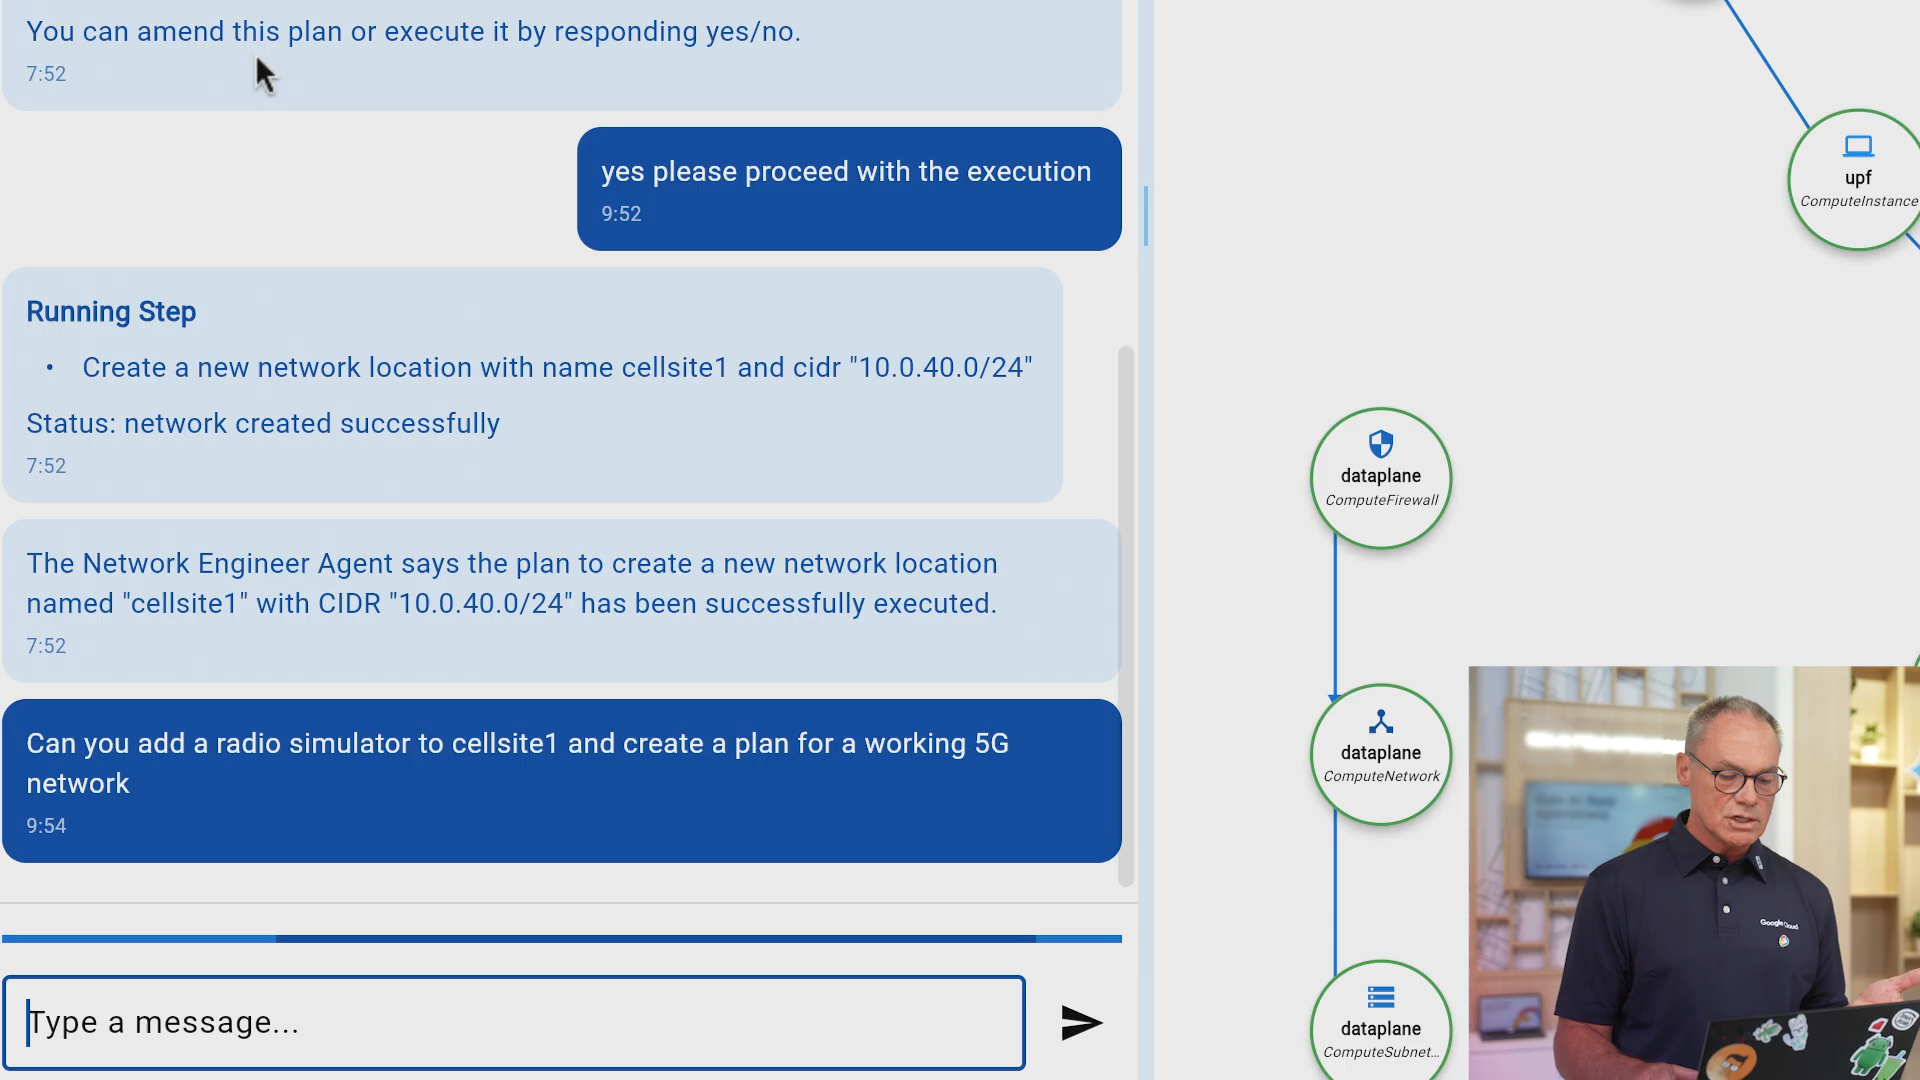 You can amend this plan or execute it by responding yes/no.
7:52
yes please proceed with the execution
9:52
Running Step
• Create a new network location with name cellsite1 and cidr "10.0.40.0/24"
Status: network created successfully
7:52
The Network Engineer Agent says the plan to create a new network location
named "cellsite1" with CIDR "10.0.40.0/24" has been successfully executed.
7:52
Can you add a radio simulator to cellsite1 and create a plan for a working 5G
network
9:54
Type a message...
upf
ComputeInstance
dataplane
ComputeFirewall
dataplane
ComputeNetwork
dataplane
ComputeSubnet...
Google Cloud